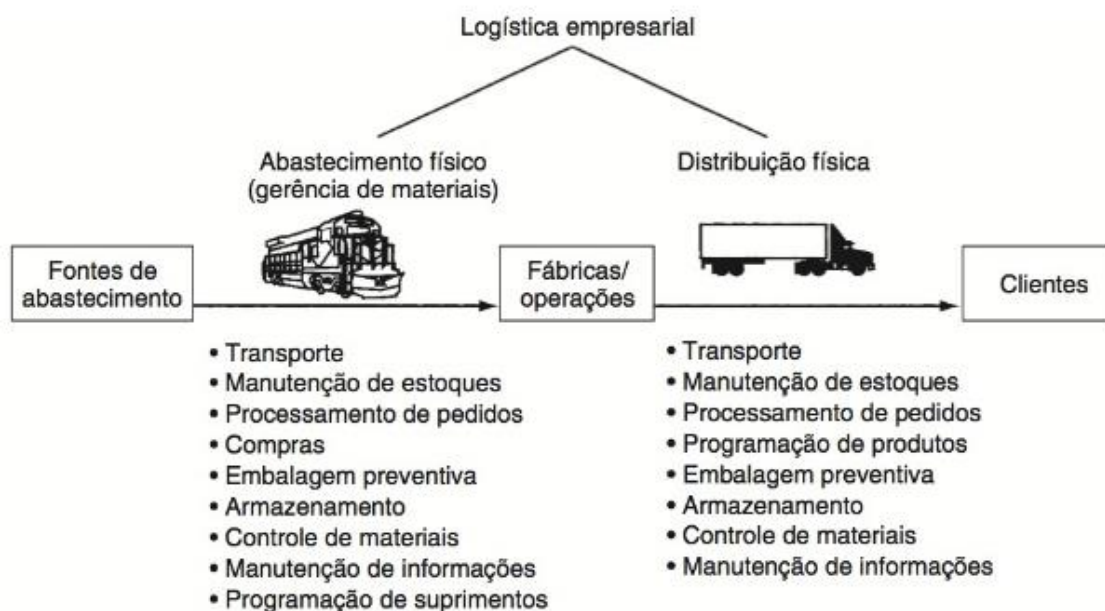 Logística empresarial
Abastecimento físico
(gerência de materiais)
Distribuição física
Fontes de
abastecimento
Fábricas/
operações
Clientes
• Transporte
• Manutenção de estoques
• Processamento de pedidos
• Compras
• Embalagem preventiva
• Armazenamento
• Controle de materiais
• Manutenção de informações
• Programação de suprimentos
• Transporte
• Manutenção de estoques
• Processamento de pedidos
• Programação de produtos
• Embalagem preventiva
• Armazenamento
• Controle de materiais
• Manutenção de informações